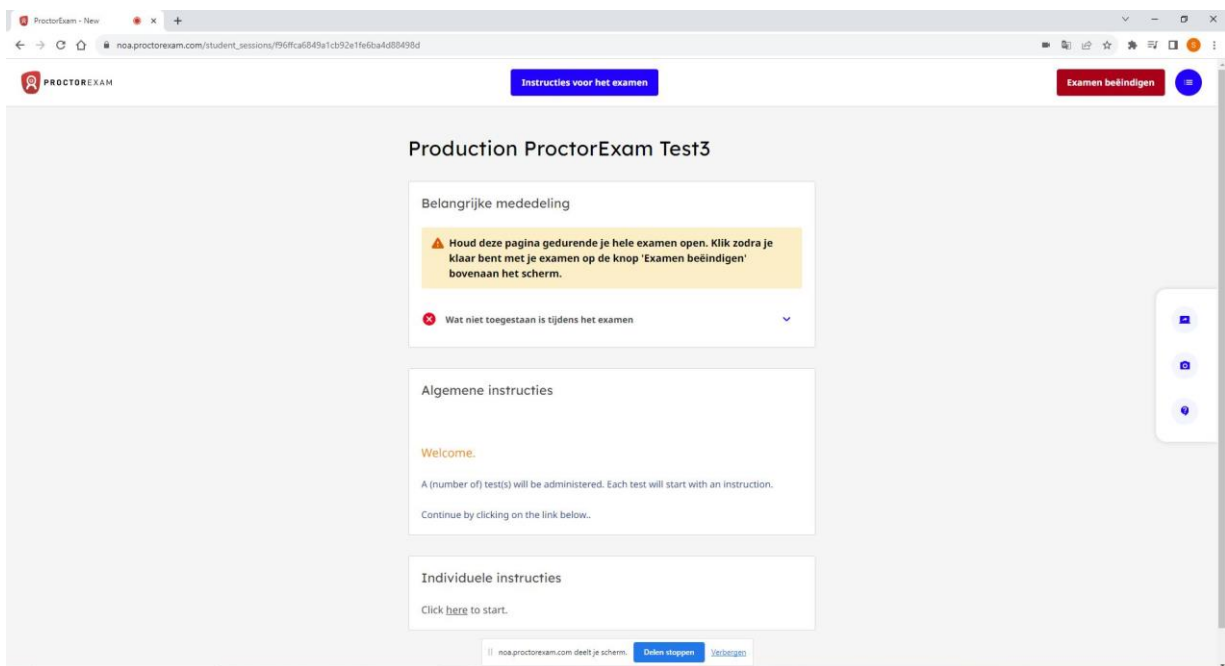 ProctorExam - New
noa.proctorexam.com/student_sessions/f96ffca6849a1cb92e1fe6ba4d88498d
S
PROCTOREXAM
Instructies voor het examen
Examen beëindigen
Production ProctorExam Test3
Belangrijke mededeling
Houd deze pagina gedurende je hele examen open. Klik zodra je
klaar bent met je examen op de knop 'Examen beëindigen'
bovenaan het scherm.
Wat niet toegestaan is tijdens het examen
Algemene instructies
Welcome.
A (number of) test(s) will be administered. Each test will start with an instruction.
Continue by clicking on the link below..
Individuele instructies
Click here to start.
noa.proctorexam.com deelt je scherm. Delen stoppen Verbergen